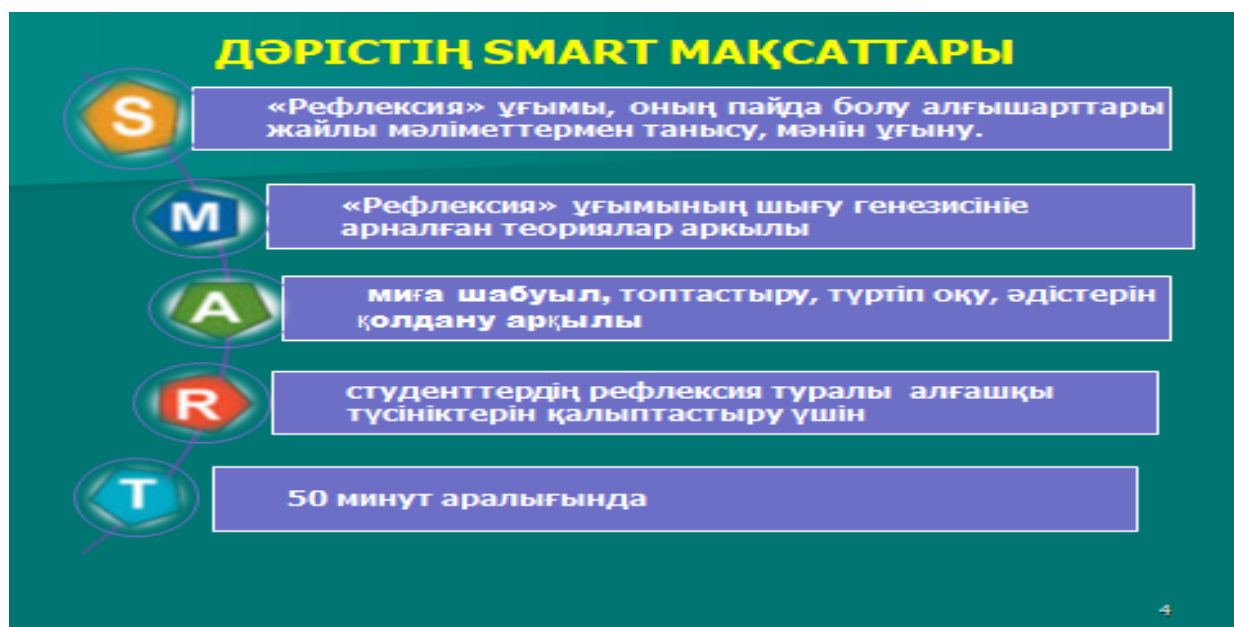 ДӘРІСТІҢ SMART МАҚСАТТАРЫ
S
«Рефлексия» ұғымы, оның пайда болу алғышарттары
жайлы мәліметтермен танысу, мәнін ұғыну.
M
«Рефлексия» ұғымының шығу генезисініе
арналған теориялар аркылы
A
миға шабуыл, топтастыру, түртіп оқу, әдістерін
қолдану арқылы
R
студенттердің рефлексия туралы алғашқы
түсініктерін қалыптастыру үшін
T
50 минут аралығында
4